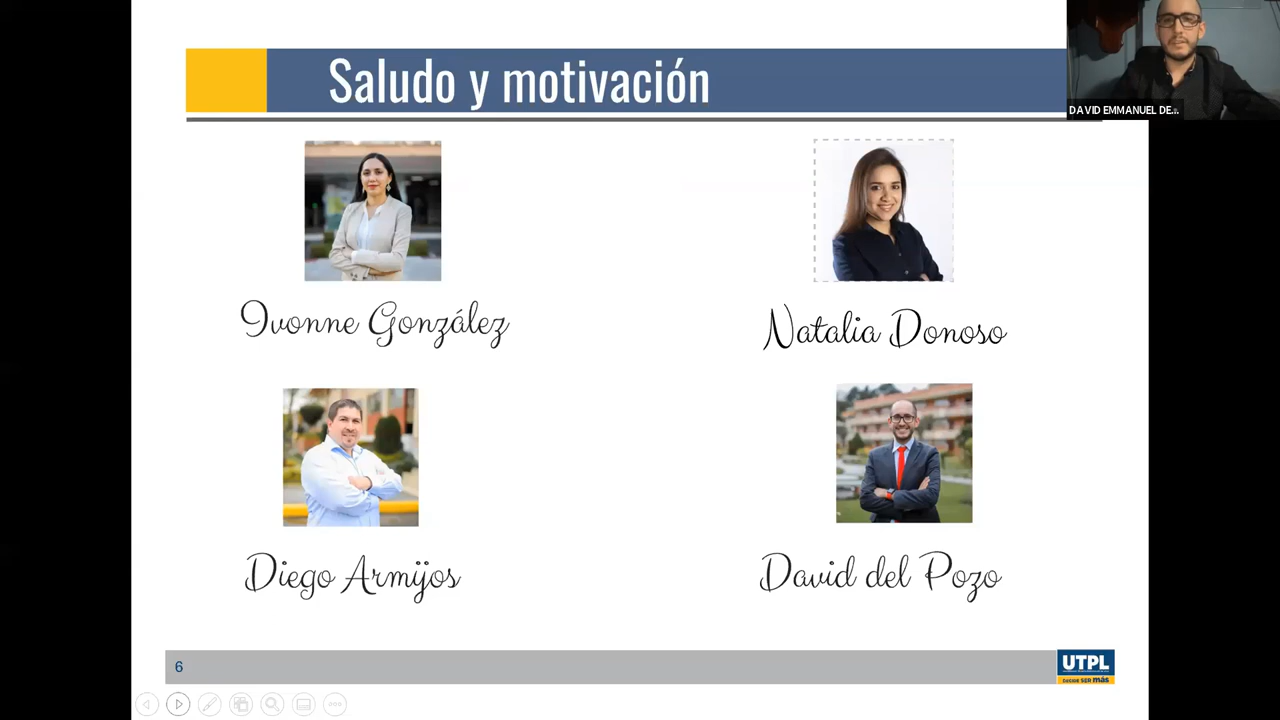 Saludo y motivación
DAVID EMMANUEL DE...
Ivonne González
Natalia Donoso
Diego Armijos
David del Pozo
6
UTPL
DECIDE SER más